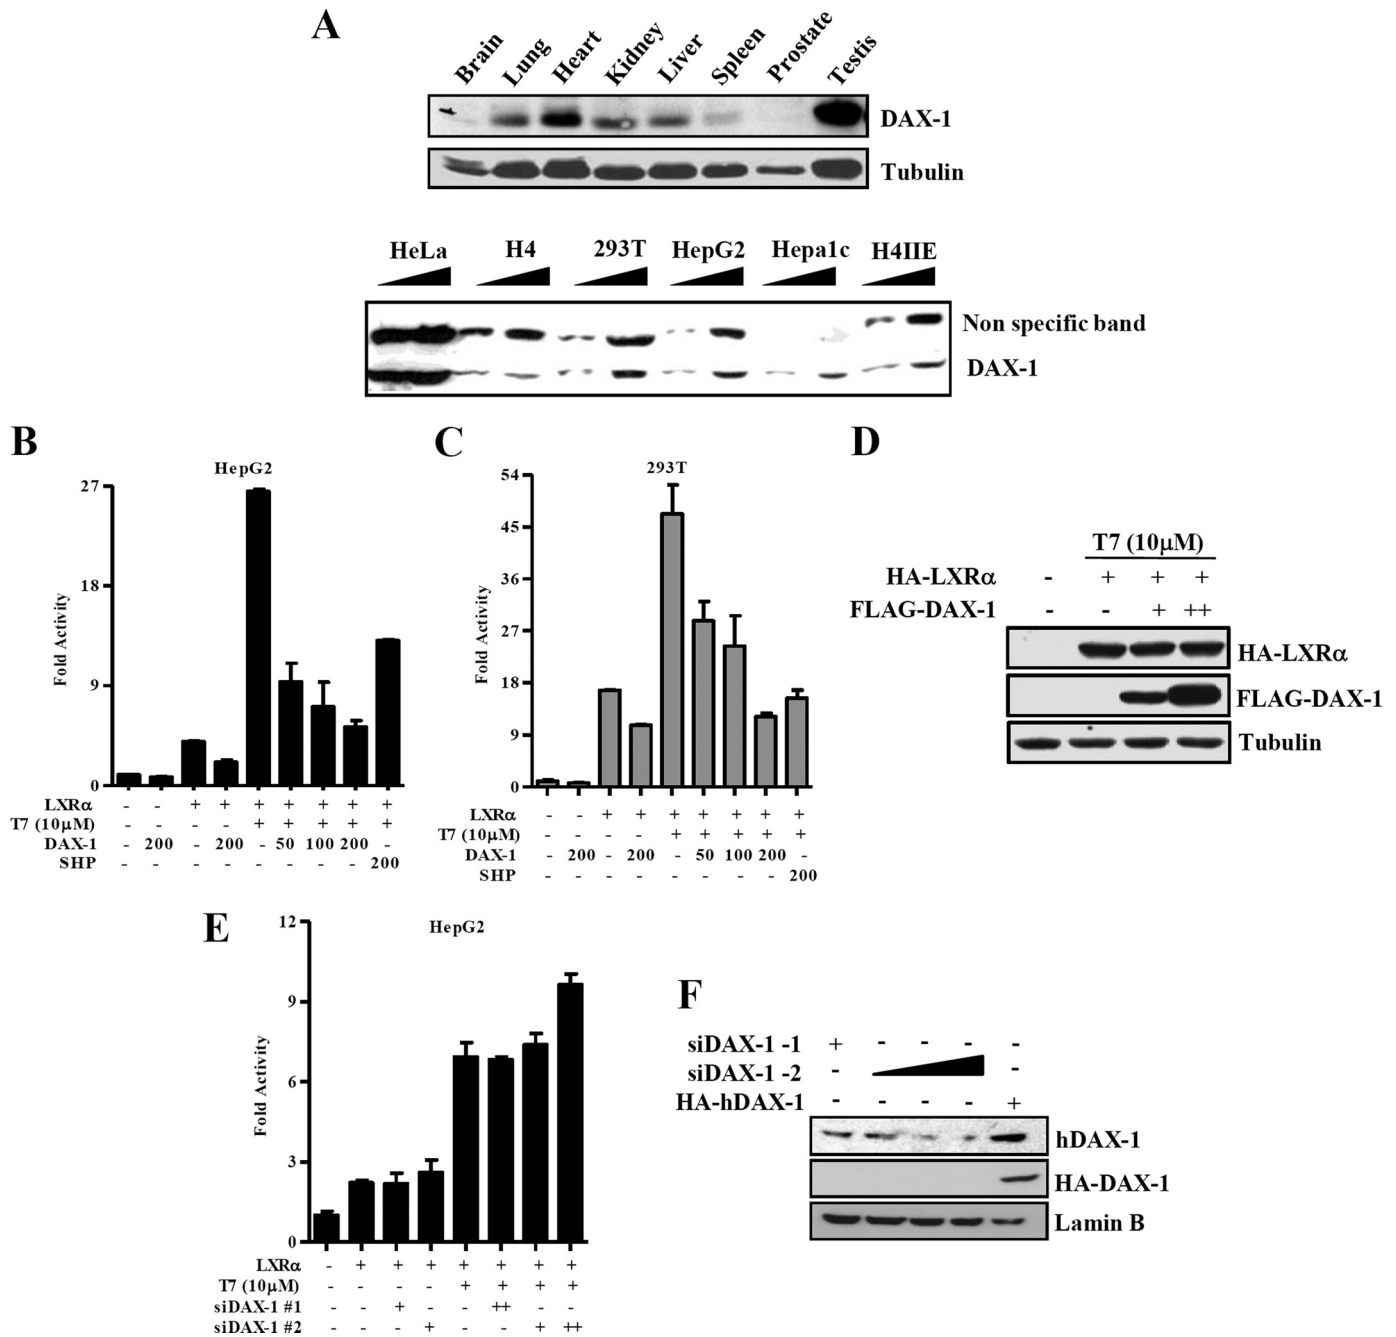 A
Brain Lung Heart Kidney Liver Spleen Prostate Testis
DAX-1
Tubulin
HeLa H4 293T HepG2 Hepa1c H4IIE
Non specific band
DAX-1
B
HepG2
Fold Activity
27
18
9
0
LXRα - - + + + + + + +
T7 (10μM) - - - - + + + + +
DAX-1 - 200 - 200 - 50 100 200 -
SHP - - - - - - - - 200
C
293T
Fold Activity
54
45
36
27
18
9
0
LXRα - - + + + + + + +
T7 (10μM) - - - - + + + + +
DAX-1 - 200 - 200 - 50 100 200 -
SHP - - - - - - - - 200
D
T7 (10μM)
HA-LXRα - + + +
FLAG-DAX-1 - - + ++
HA-LXRα
FLAG-DAX-1
Tubulin
E
HepG2
Fold Activity
12
9
6
3
0
LXRα - + + + + + + +
T7 (10μM) - - - - + + + +
siDAX-1 #1 - - + - - ++ - -
siDAX-1 #2 - - - + - - + ++
F
siDAX-1 -1 + - - - -
siDAX-1 -2 - -
HA-hDAX-1 - - - - +
hDAX-1
HA-DAX-1
Lamin B